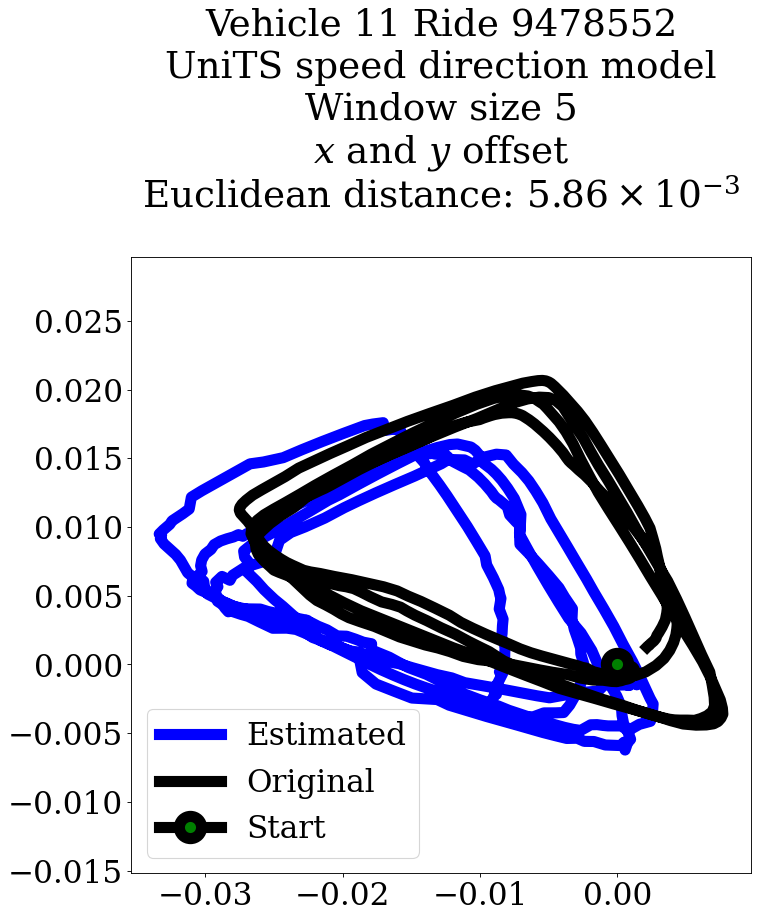 Vehicle 11 Ride 9478552
UniTS speed direction model
Window size 5
x and y offset
Euclidean distance: 5.86 × 10⁻³
0.025
0.020
0.015
0.010
0.005
0.000
−0.005
−0.010
−0.015
Estimated
Original
Start
−0.03
−0.02
−0.01
0.00